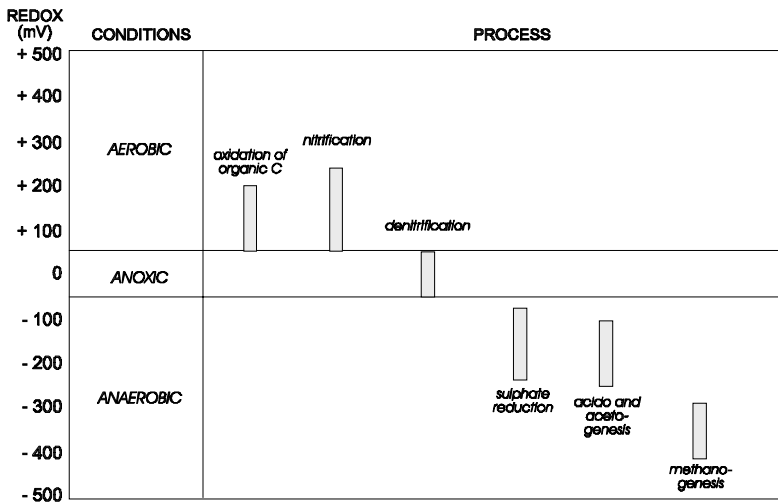 REDOX
(mV)
CONDITIONS
PROCESS
+ 500
+ 400
+ 300
+ 200
+ 100
0
- 100
- 200
- 300
- 400
- 500
AEROBIC
ANOXIC
ANAEROBIC
oxidation of
organic C
nitrification
denitrification
sulphate
reduction
acido and
aceto-
genesis
methano-
genesis